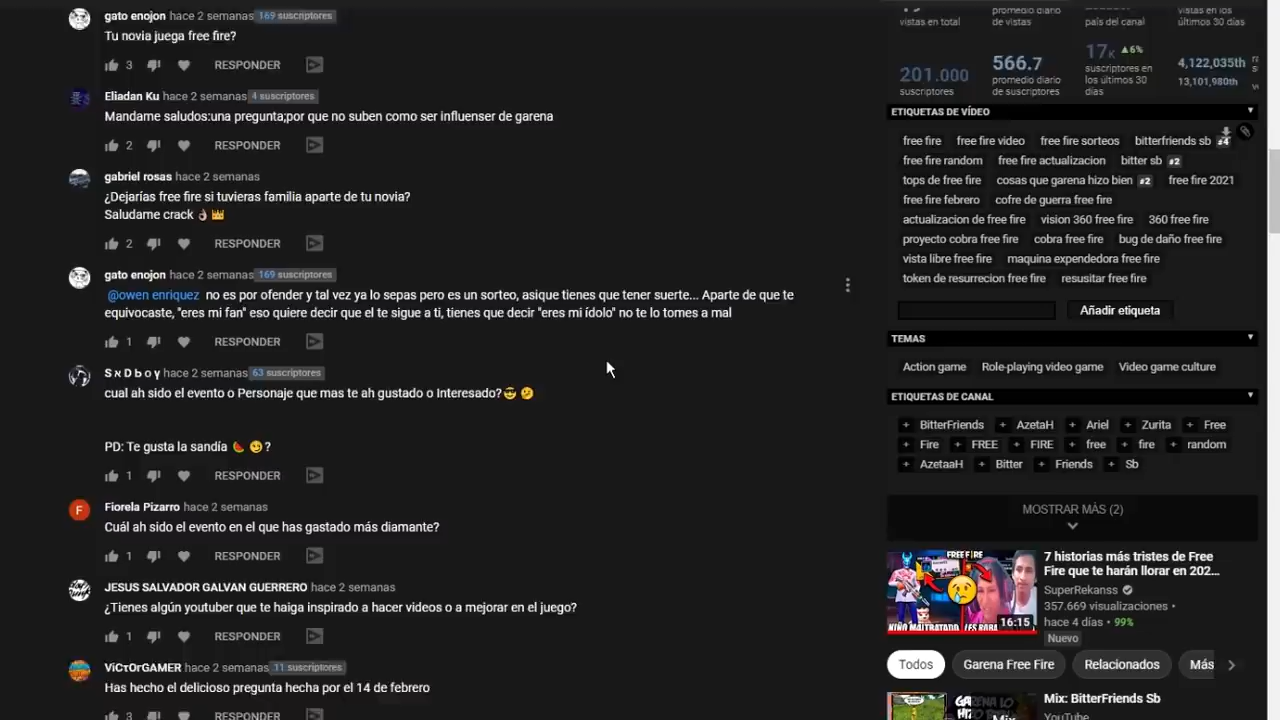 gato enojon hace 2 semanas 169 suscriptores
Tu novia juega free fire?
3 RESPONDER
Eliadan Ku hace 2 semanas 4 suscriptores
Mandame saludos:una pregunta;por que no suben como ser influenser de garena
2 RESPONDER
gabriel rosas hace 2 semanas
¿Dejarías free fire si tuvieras familia aparte de tu novia?
Saludame crack 👌🏼 👑
2 RESPONDER
gato enojon hace 2 semanas 169 suscriptores
@owen enriquez no es por ofender y tal vez ya lo sepas pero es un sorteo, asique tienes que tener suerte... Aparte de que te
equivocaste, "eres mi fan" eso quiere decir que el te sigue a ti, tienes que decir "eres mi ídolo" no te lo tomes a mal
1 RESPONDER
S א D b o γ hace 2 semanas 63 suscriptores
cual ah sido el evento o Personaje que mas te ah gustado o Interesado?😎 🤔
PD: Te gusta la sandía 🍉 😏?
1 RESPONDER
F Fiorela Pizarro hace 2 semanas
Cuál ah sido el evento en el que has gastado más diamante?
1 RESPONDER
JESUS SALVADOR GALVAN GUERRERO hace 2 semanas
¿Tienes algún youtuber que te haiga inspirado a hacer videos o a mejorar en el juego?
1 RESPONDER
ViCτOrGAMER hace 2 semanas 11 suscriptores
Has hecho el delicioso pregunta hecha por el 14 de febrero
3 RESPONDER
vistas en total
promedio diario de vistas
país del canal
vistas en los últimos 30 días
201.000 suscriptores
566.7 promedio diario de suscriptores
17K ▲6% suscriptores en los últimos 30 días
4,122,035th
13,101,980th
ETIQUETAS DE VÍDEO
free fire free fire video free fire sorteos bitterfriends sb #4
free fire random free fire actualizacion bitter sb #2
tops de free fire cosas que garena hizo bien #2 free fire 2021
free fire febrero cofre de guerra free fire
actualizacion de free fire vision 360 free fire 360 free fire
proyecto cobra free fire cobra free fire bug de daño free fire
vista libre free fire maquina expendedora free fire
token de resurrecion free fire resusitar free fire
Añadir etiqueta
TEMAS
Action game Role-playing video game Video game culture
ETIQUETAS DE CANAL
+ BitterFriends + AzetaH + Ariel + Zurita + Free
+ Fire + FREE + FIRE + free + fire + random
+ AzetaaH + Bitter + Friends + Sb
MOSTRAR MÁS (2)
FREE FIRE
NIÑO MALTRATADO
16:15
7 historias más tristes de Free
Fire que te harán llorar en 202...
SuperRekanss
357.669 visualizaciones •
hace 4 días • 99%
Nuevo
Todos Garena Free Fire Relacionados Más
GARENA
LO
Mix: BitterFriends Sb
YouTube